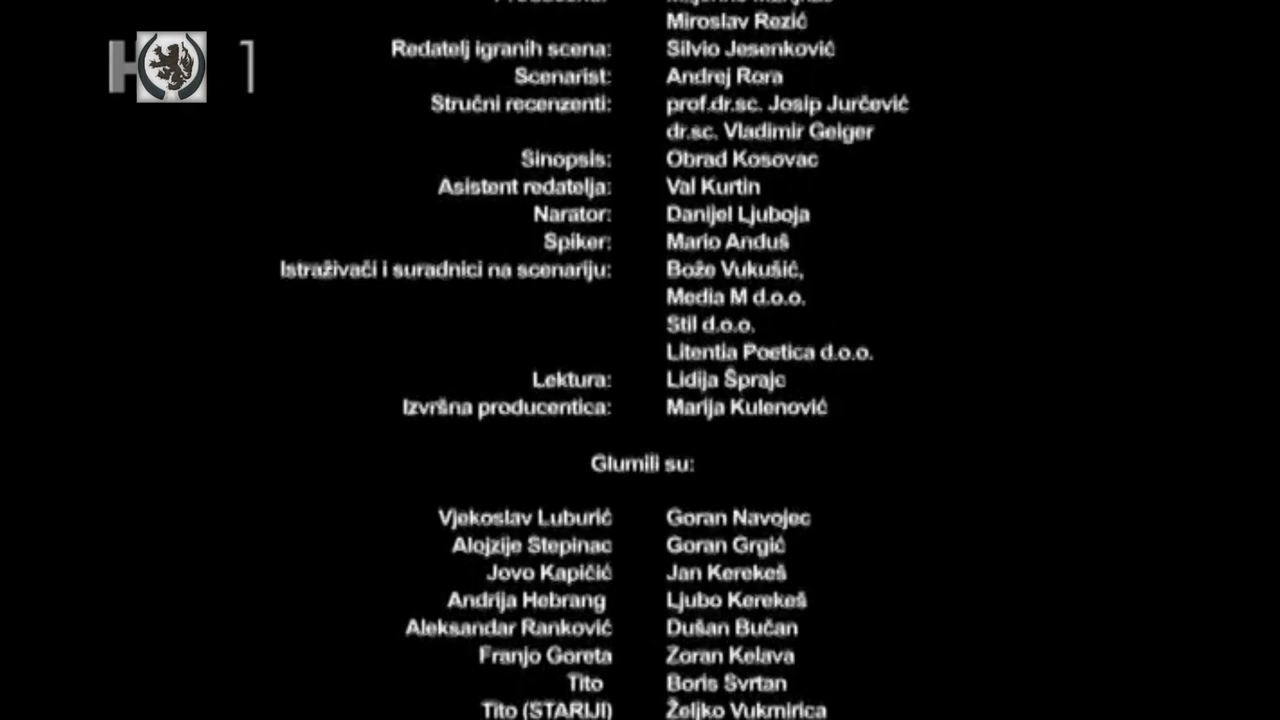 Miroslav Rezić
Redatelj igranih scena: Silvio Jesenković
Scenarist: Andrej Rora
Stručni recenzenti: prof.dr.sc. Josip Jurčević
dr.sc. Vladimir Geiger
Sinopsis: Obrad Kosovac
Asistent redatelja: Val Kurtin
Narator: Danijel Ljuboja
Spiker: Mario Anduš
Istraživači i suradnici na scenariju: Bože Vukušić,
Media M d.o.o.
Stil d.o.o.
Litentia Poetica d.o.o.
Lektura: Lidija Šprajc
Izvršna producentica: Marija Kulenović
Glumili su:
Vjekoslav Luburić Goran Navojec
Alojzije Stepinac Goran Grgić
Jovo Kapičić Jan Kerekeš
Andrija Hebrang Ljubo Kerekeš
Aleksandar Ranković Dušan Bučan
Franjo Goreta Zoran Kelava
Tito Boris Svrtan
Tito (STARIJI) Željko Vukmirica